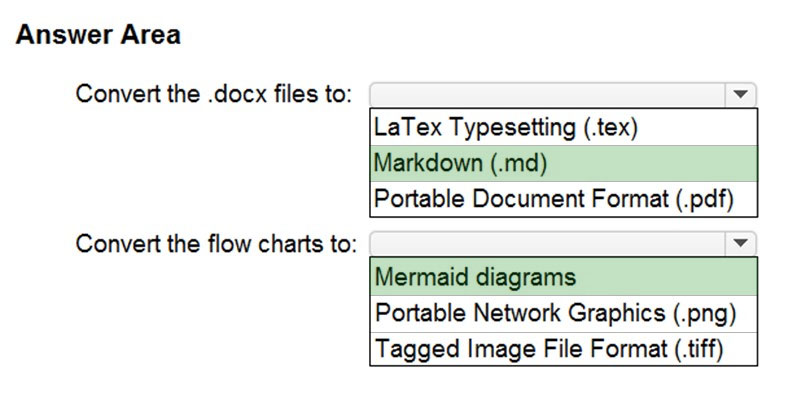 Answer Area
Convert the .docx files to:
LaTex Typesetting (.tex)
Markdown (.md)
Portable Document Format (.pdf)
Convert the flow charts to:
Mermaid diagrams
Portable Network Graphics (.png)
Tagged Image File Format (.tiff)